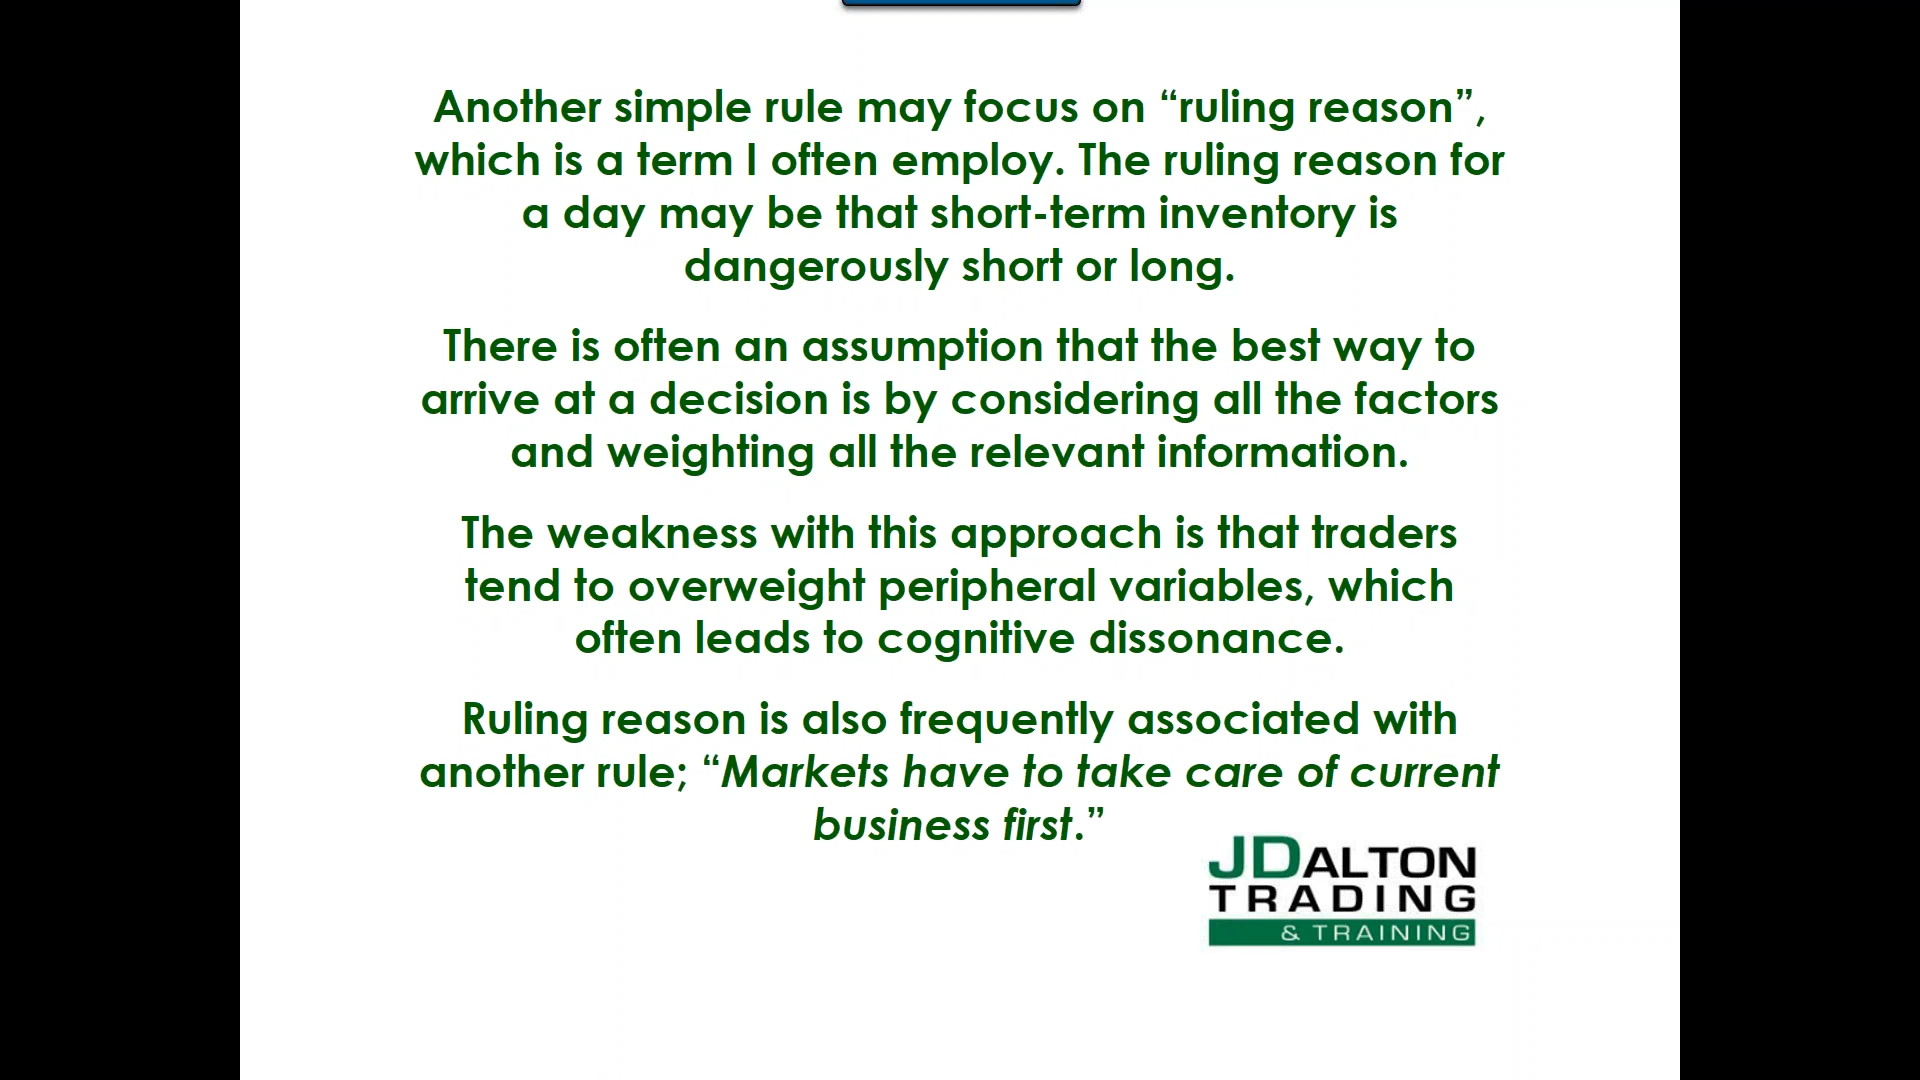 Another simple rule may focus on “ruling reason”,
which is a term I often employ. The ruling reason for
a day may be that short-term inventory is
dangerously short or long.
There is often an assumption that the best way to
arrive at a decision is by considering all the factors
and weighting all the relevant information.
The weakness with this approach is that traders
tend to overweight peripheral variables, which
often leads to cognitive dissonance.
Ruling reason is also frequently associated with
another rule; “Markets have to take care of current
business first.”
JDALTON
TRADING
& TRAINING